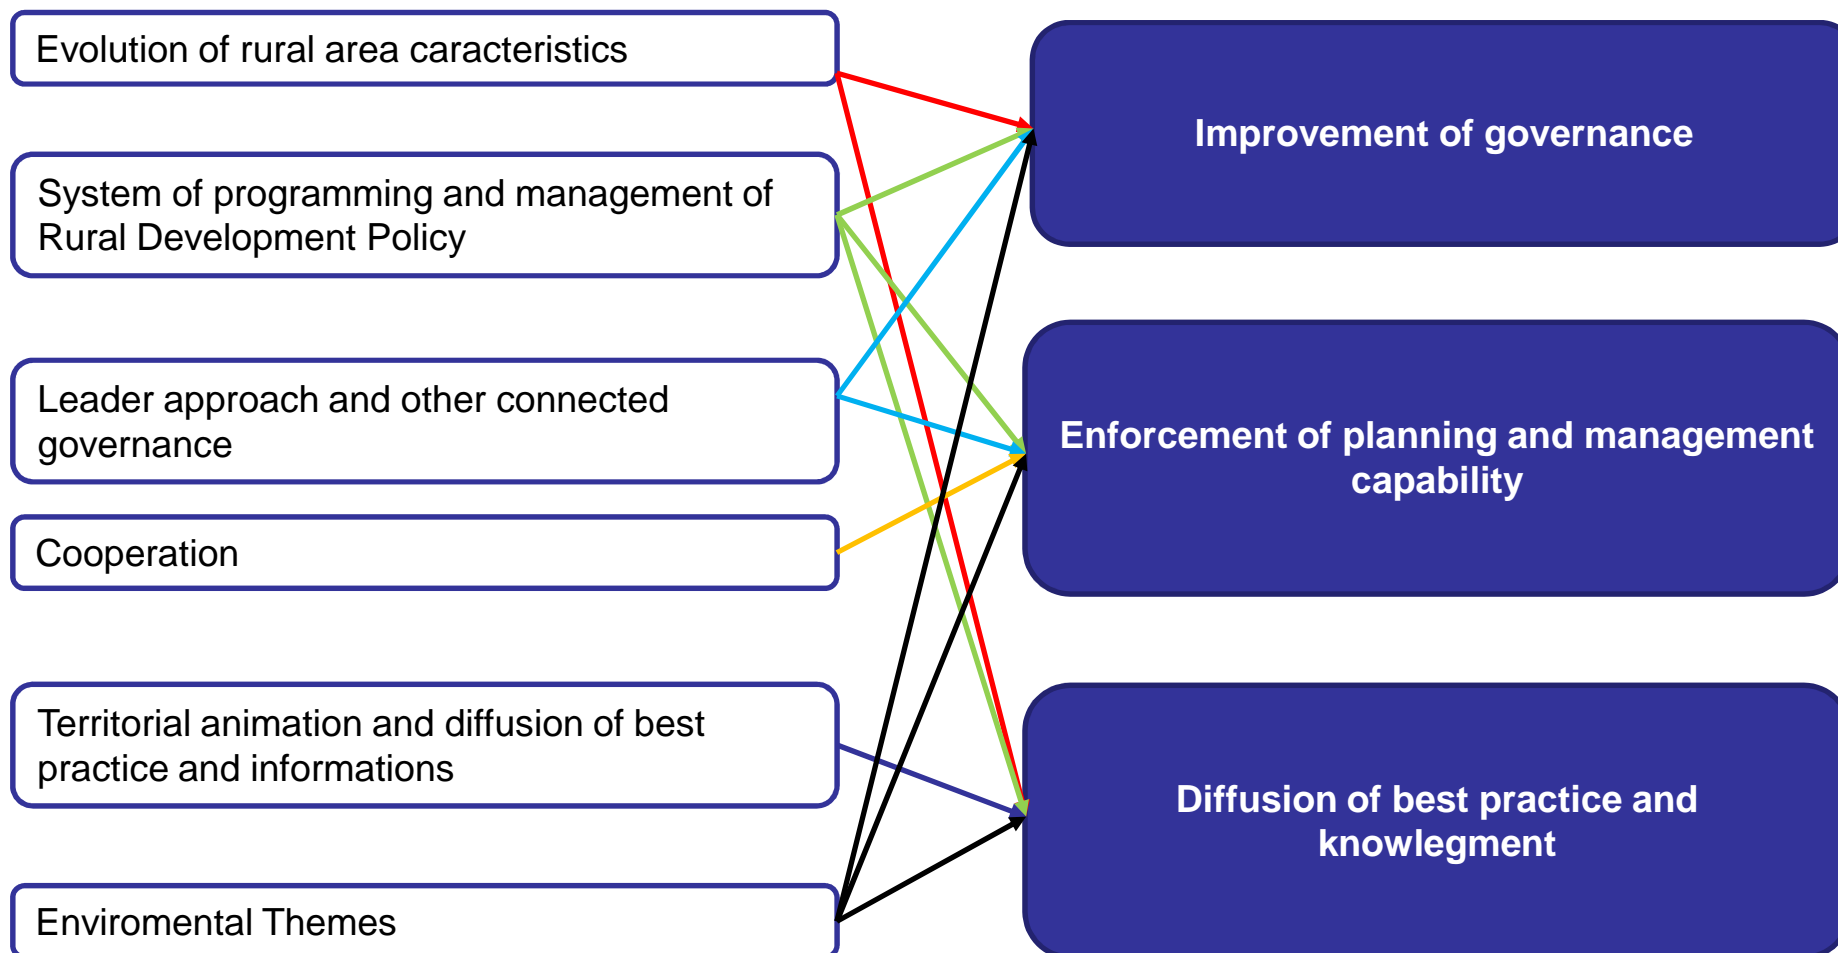 Evolution of rural area caracteristics
System of programming and management of
Rural Development Policy
Leader approach and other connected
governance
Cooperation
Territorial animation and diffusion of best
practice and informations
Enviromental Themes
Improvement of governance
Enforcement of planning and management
capability
Diffusion of best practice and
knowlegment